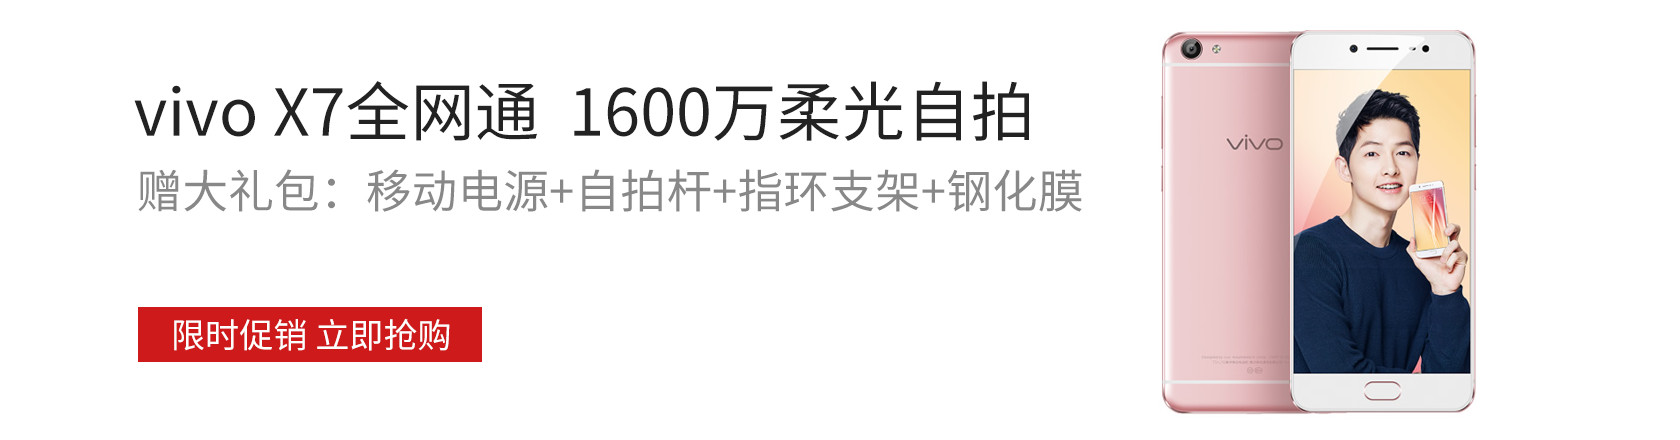 vivo X7全网通 1600万柔光自拍
赠大礼包：移动电源+自拍杆+指环支架+钢化膜
限时促销 立即抢购
vivo